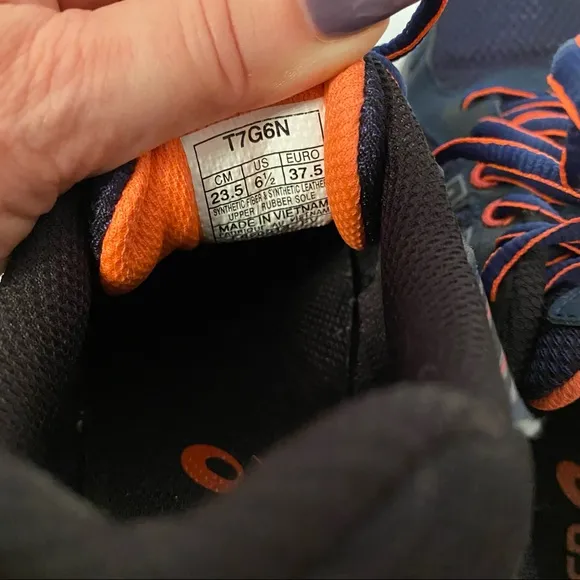 T7G6N
CM US EURO
23.5 6½ 37.5
SYNTHETIC FIBER & SYNTHETIC LEATHER
UPPER / RUBBER SOLE
MADE IN VIETNAM